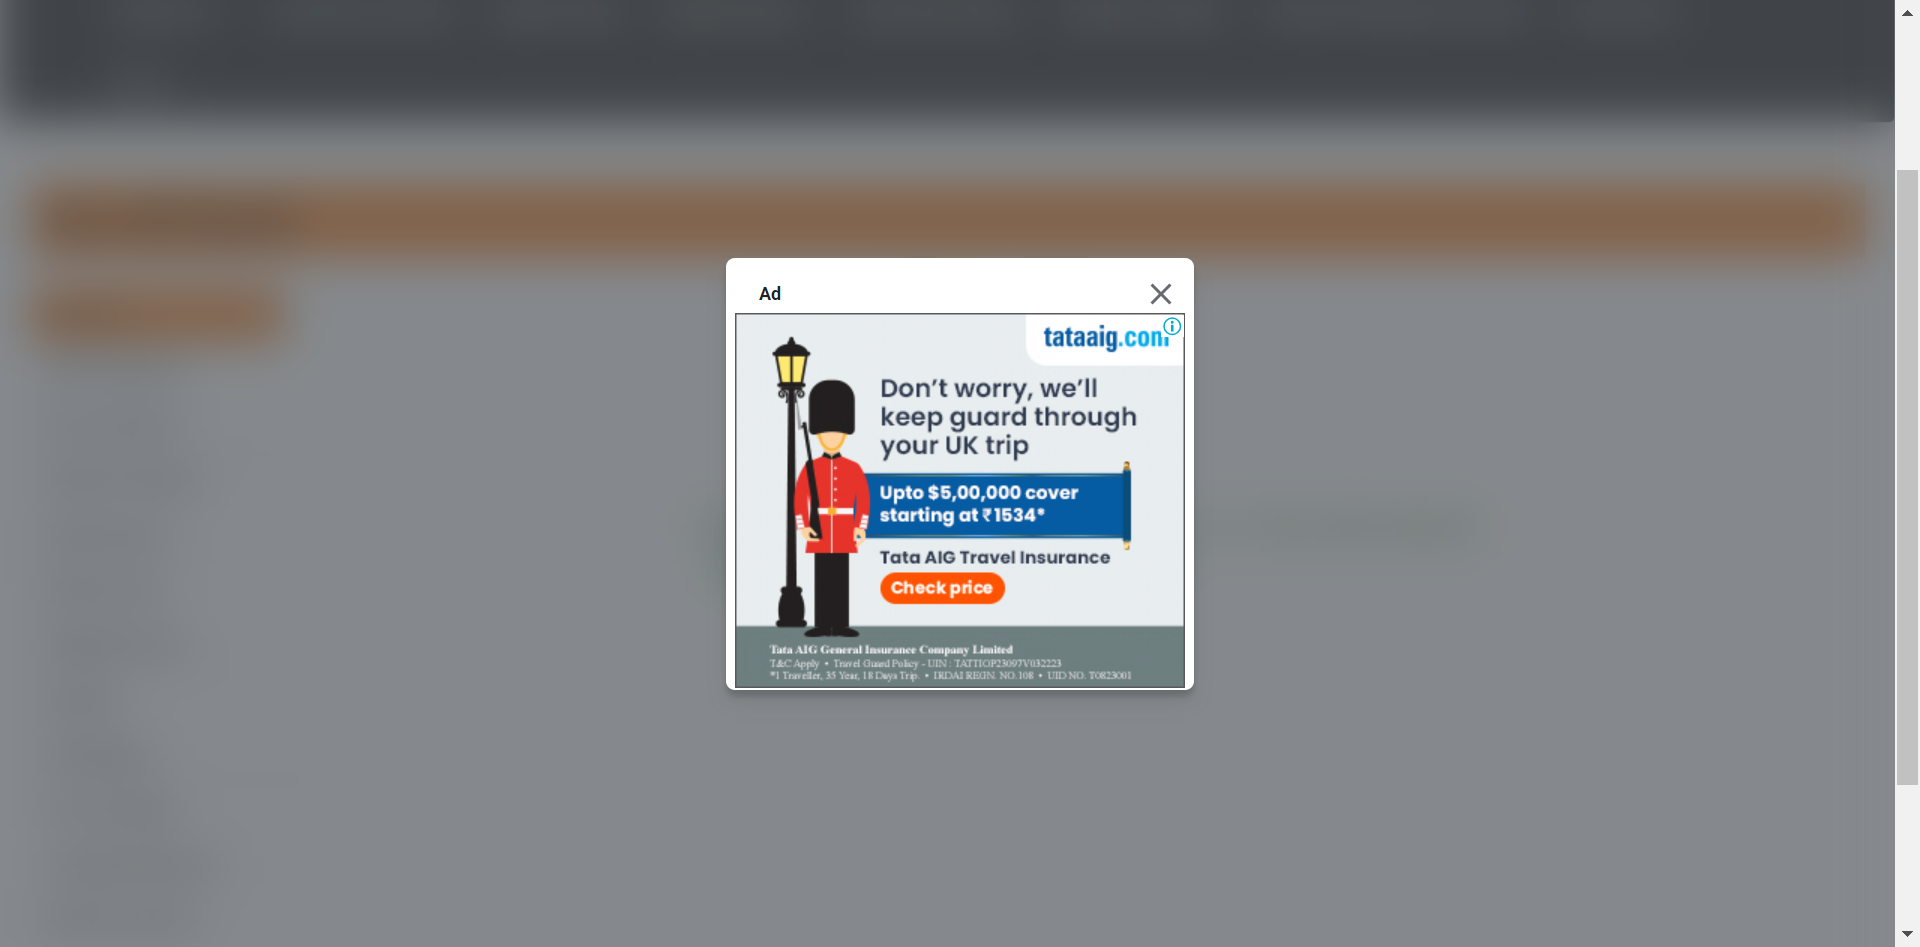 Ad
tataaig.com
Don't worry, we'll
keep guard through
your UK trip
Upto $5,00,000 cover
starting at ₹1534*
Tata AIG Travel Insurance
Check price
Tata AIG General Insurance Company Limited
T&C Apply • Travel Guard Policy - UIN : TATTIOP23097V032223
*1 Traveller, 35 Year, 18 Days Trip. • IRDAI REGN. NO.108 • UID NO. T0823001